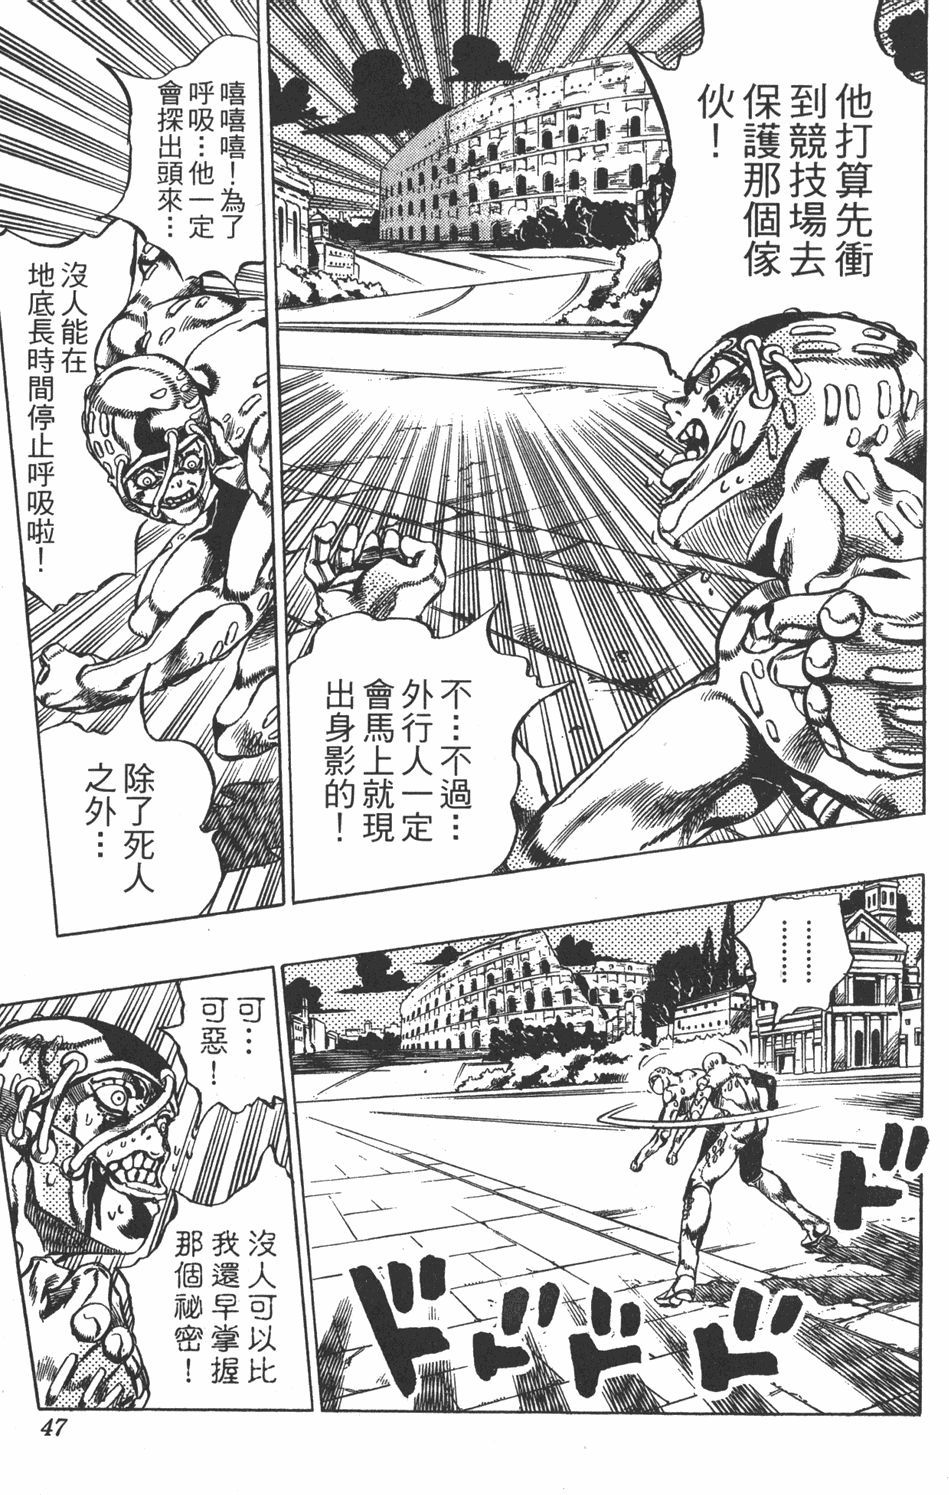 他打算先衝
到競技場去
保護那個傢
伙！
不…不過…
外行人一定
會馬上就現
出身影的！
嘻嘻嘻！為了
呼吸…他一定
會探出頭來…
沒人能在
地底長時間停止呼吸啦！
除了死人
之外…
………
ド
ド
ド
ド
ド
ド
可…
可惡！
沒人可以比
我還早掌握
那個祕密！
47